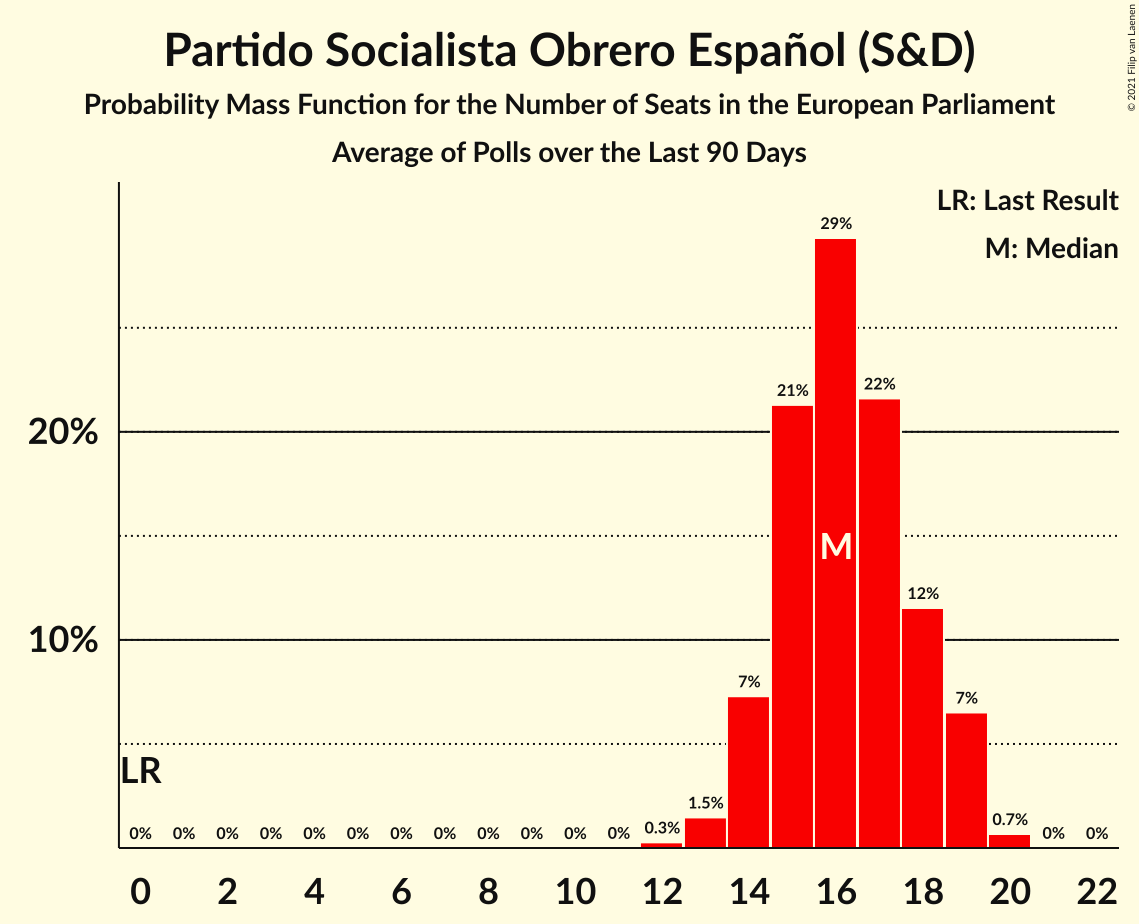 Partido Socialista Obrero Español (S&D)
Probability Mass Function for the Number of Seats in the European Parliament
Average of Polls over the Last 90 Days
© 2021 Filip van Laenen
LR: Last Result
M: Median
29%
22%
21%
20%
M
12%
10%
7%
7%
LR
1.5%
0.7%
0.3%
0% 0% 0% 0% 0% 0% 0% 0% 0% 0% 0% 0% 0% 0%
0 2 4 6 8 10 12 14 16 18 20 22